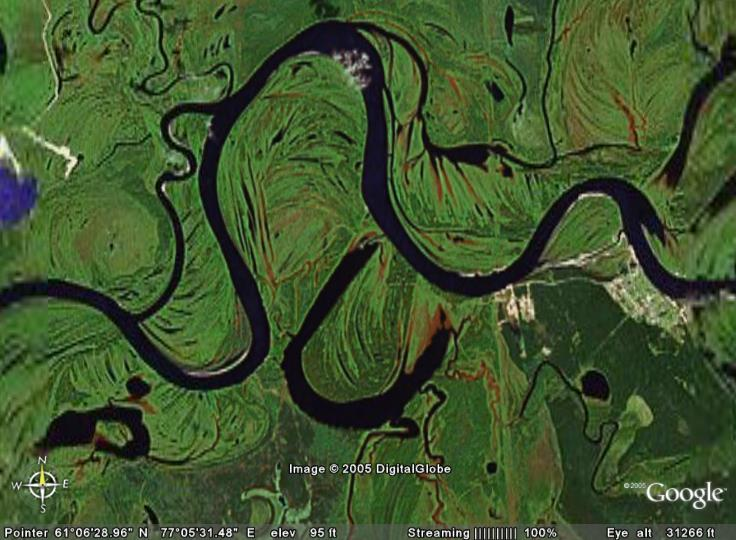 Image © 2005 DigitalGlobe
N
W E
S
©2005 Google™
Pointer 61°06'28.96" N 77°05'31.48" E elev 95 ft Streaming |||||||||| 100% Eye alt 31266 ft